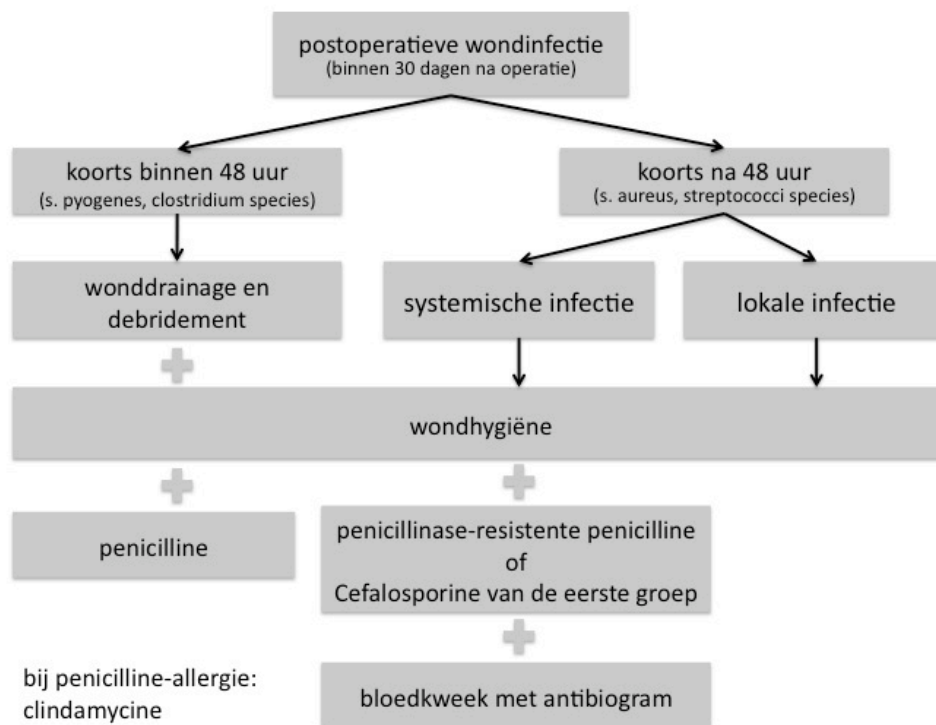 postoperatieve wondinfectie
(binnen 30 dagen na operatie)
koorts binnen 48 uur
(s. pyogenes, clostridium species)
koorts na 48 uur
(s. aureus, streptococci species)
wonddrainage en
debridement
systemische infectie
lokale infectie
wondhygiëne
penicilline
penicillinase-resistente penicilline
of
Cefalosporine van de eerste groep
bij penicilline-allergie:
clindamycine
bloedkweek met antibiogram